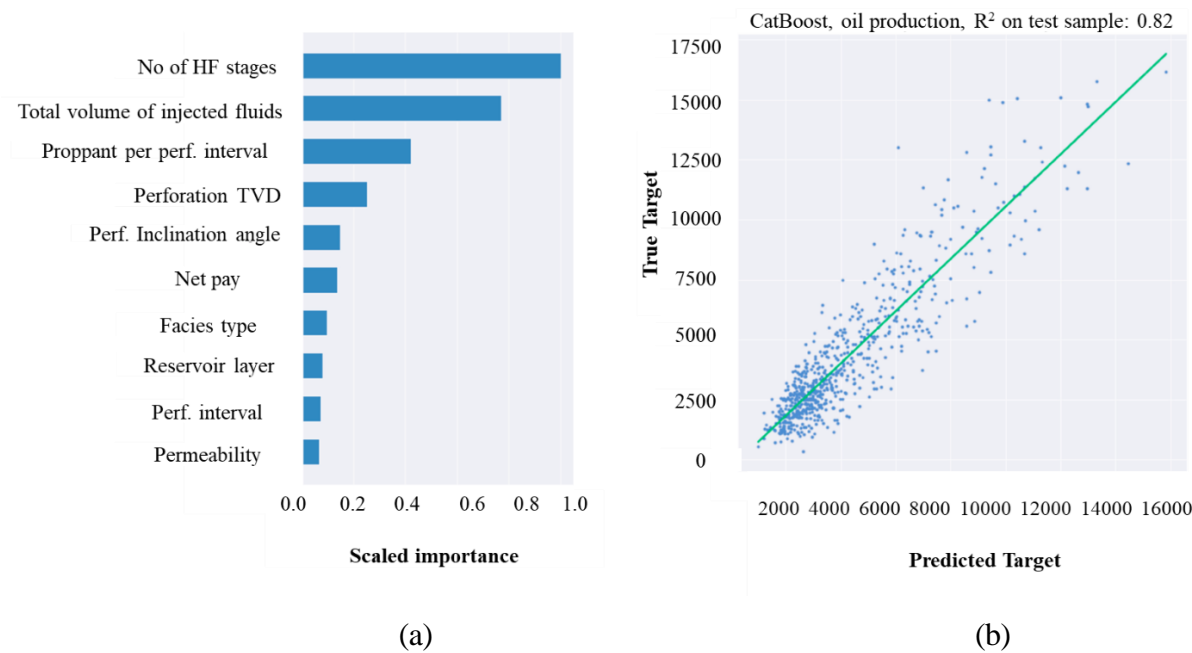 No of HF stages
Total volume of injected fluids
Proppant per perf. interval
Perforation TVD
Perf. Inclination angle
Net pay
Facies type
Reservoir layer
Perf. interval
Permeability
0.0 0.2 0.4 0.6 0.8 1.0
Scaled importance
(a)
CatBoost, oil production, R² on test sample: 0.82
17500
15000
12500
10000
7500
5000
2500
0
True Target
2000 4000 6000 8000 10000 12000 14000 16000
Predicted Target
(b)